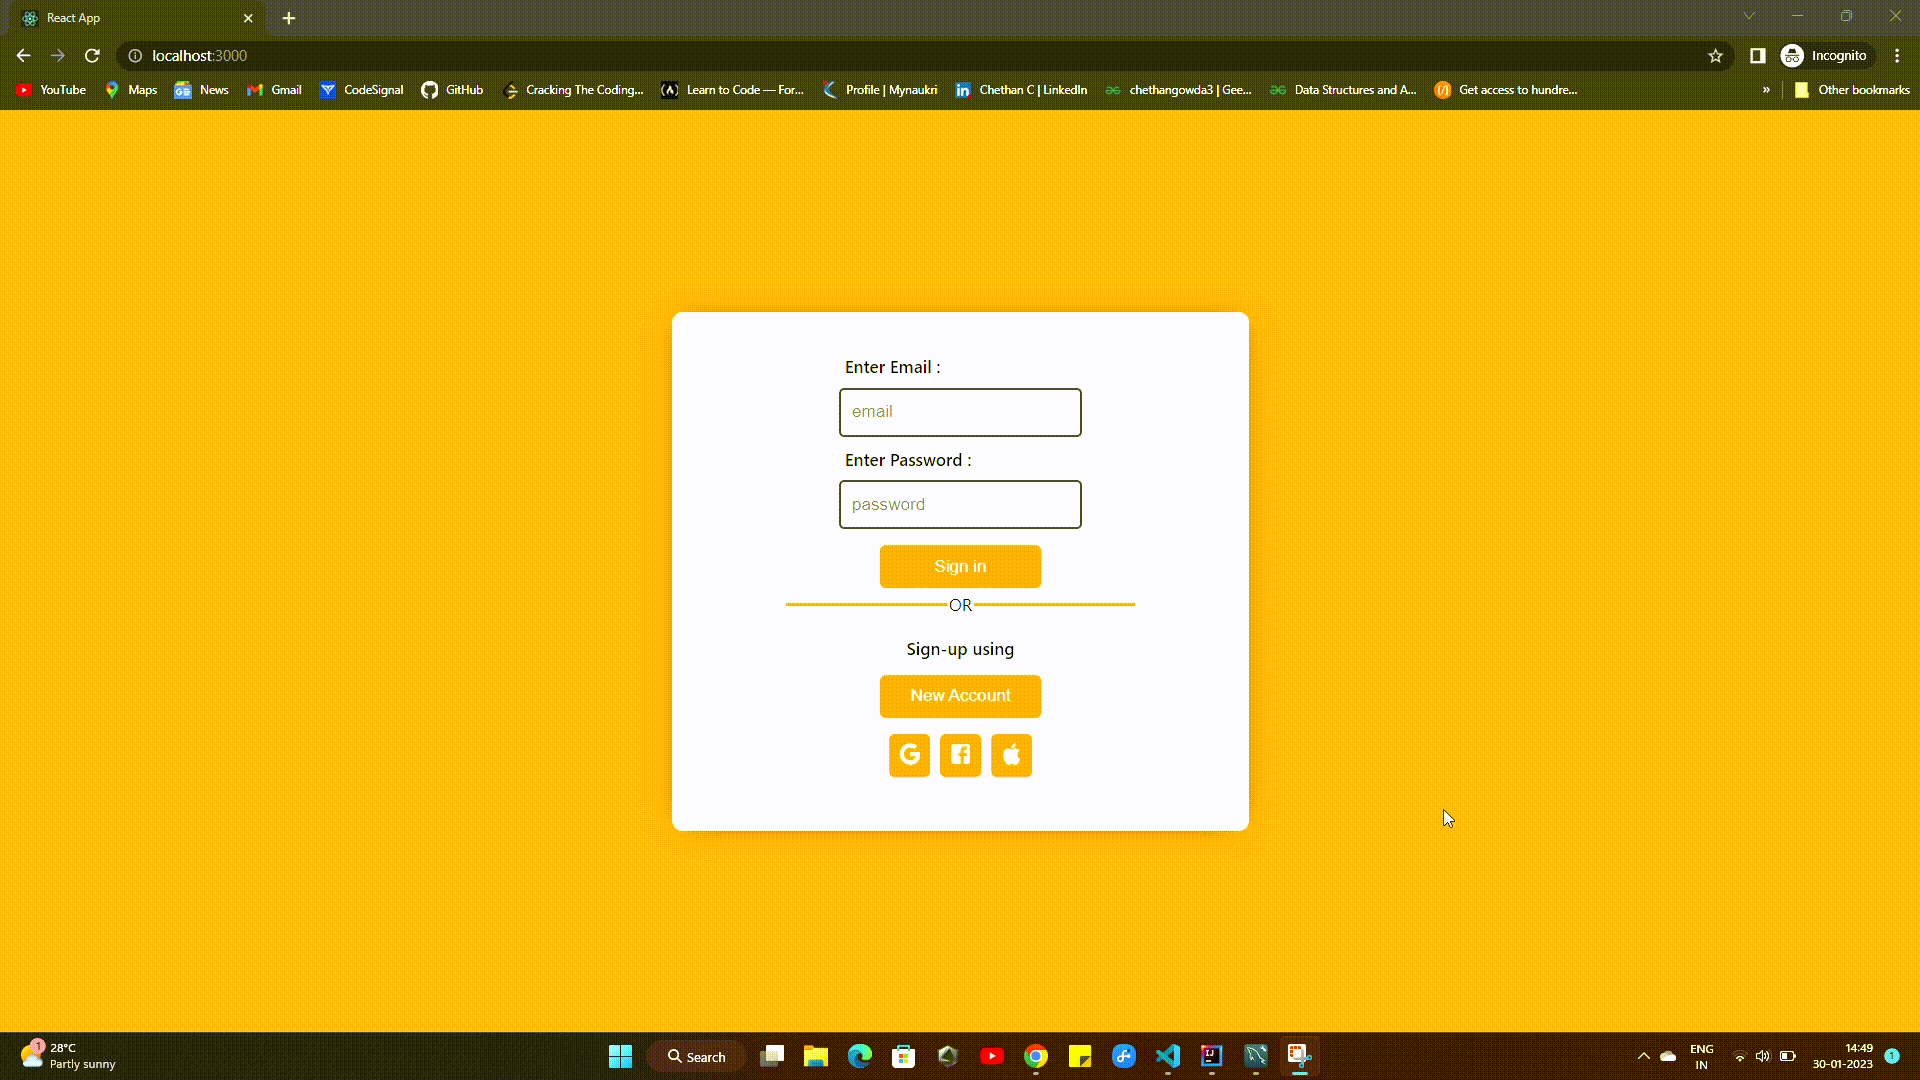 React App
localhost:3000
Incognito
YouTube Maps News Gmail CodeSignal GitHub Cracking The Coding... Learn to Code — For... Profile | Mynaukri Chethan C | LinkedIn chethangowda3 | Gee... Data Structures and A... Get access to hundre... » Other bookmarks
Enter Email :
email
Enter Password :
password
Sign in
OR
Sign-up using
New Account
1
28°C
Partly sunny
Search
ENG
IN
14:49
30-01-2023
1